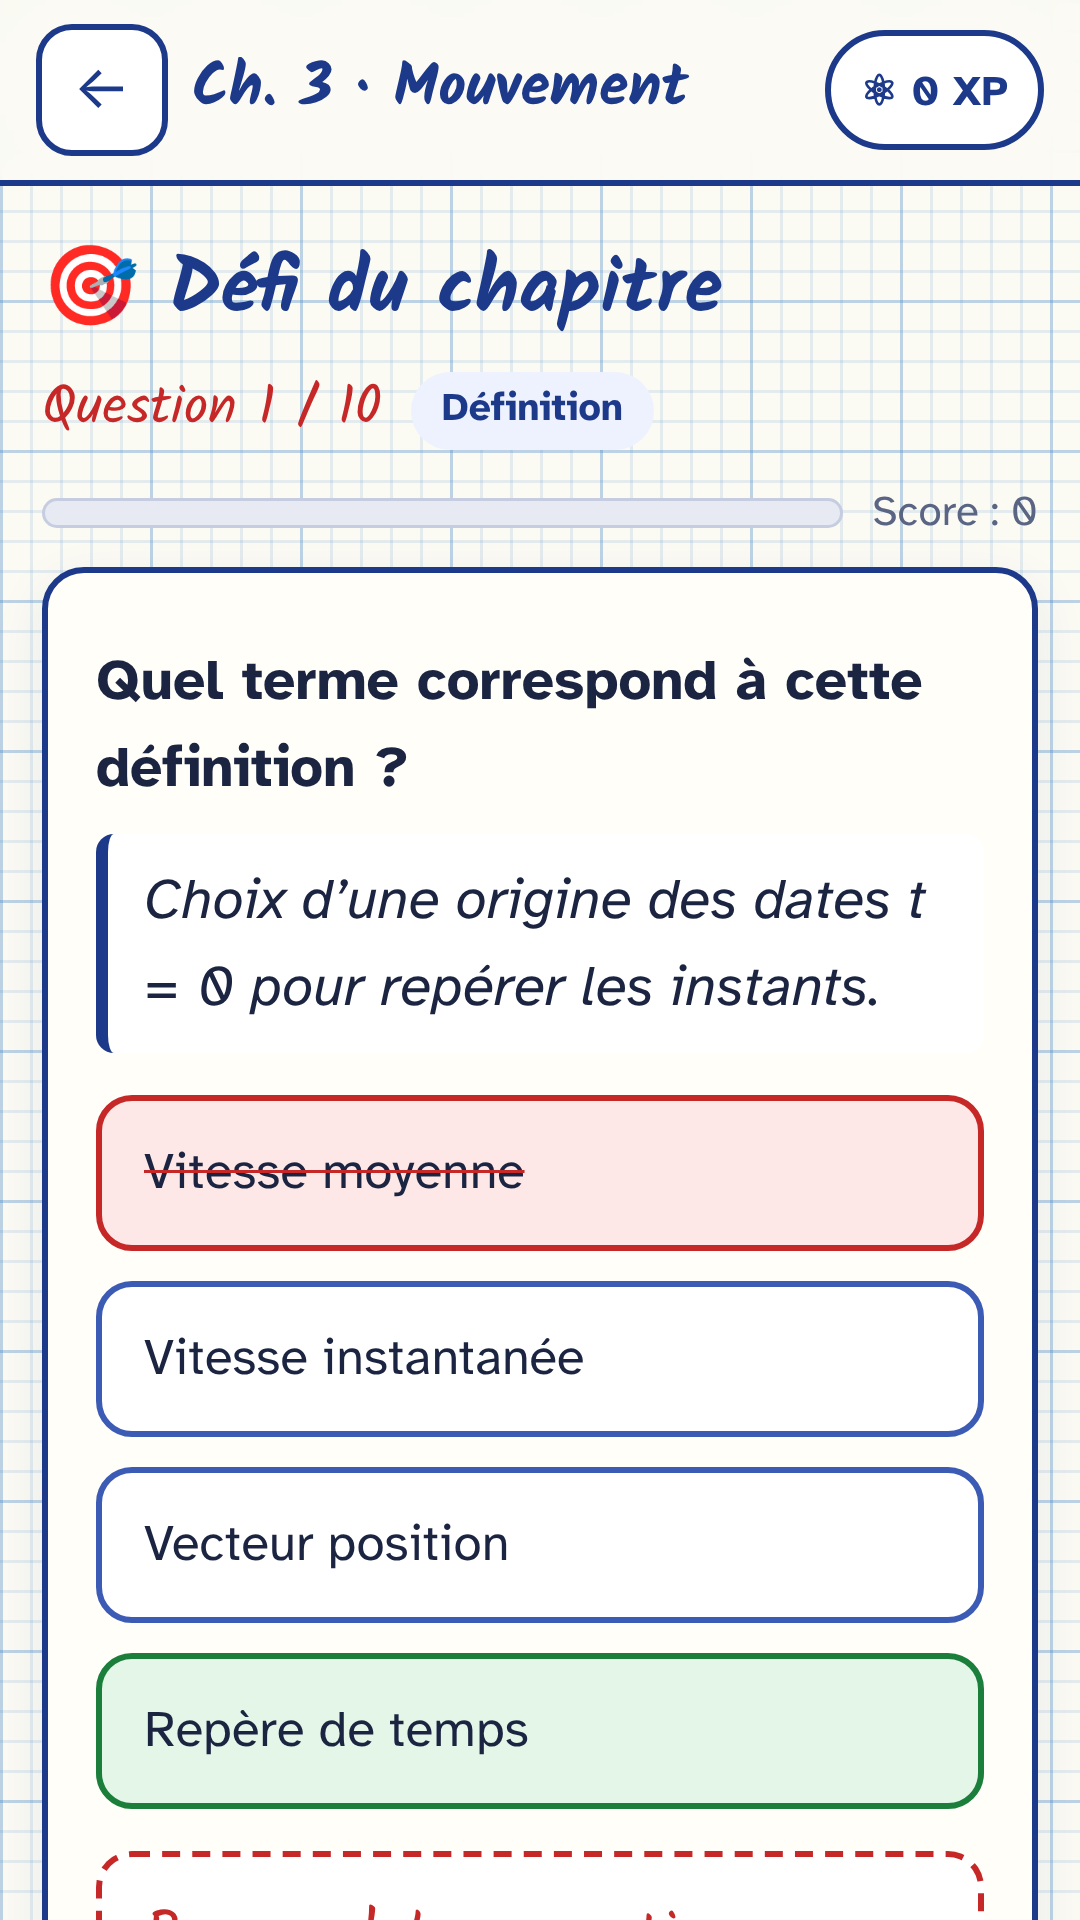 Ch. 3 · Mouvement
0 XP
Défi du chapitre
Question 1 / 10
Définition
Score : 0
Quel terme correspond à cette
définition ?
Choix d’une origine des dates t
= 0 pour repérer les instants.
Vitesse moyenne
Vitesse instantanée
Vecteur position
Repère de temps